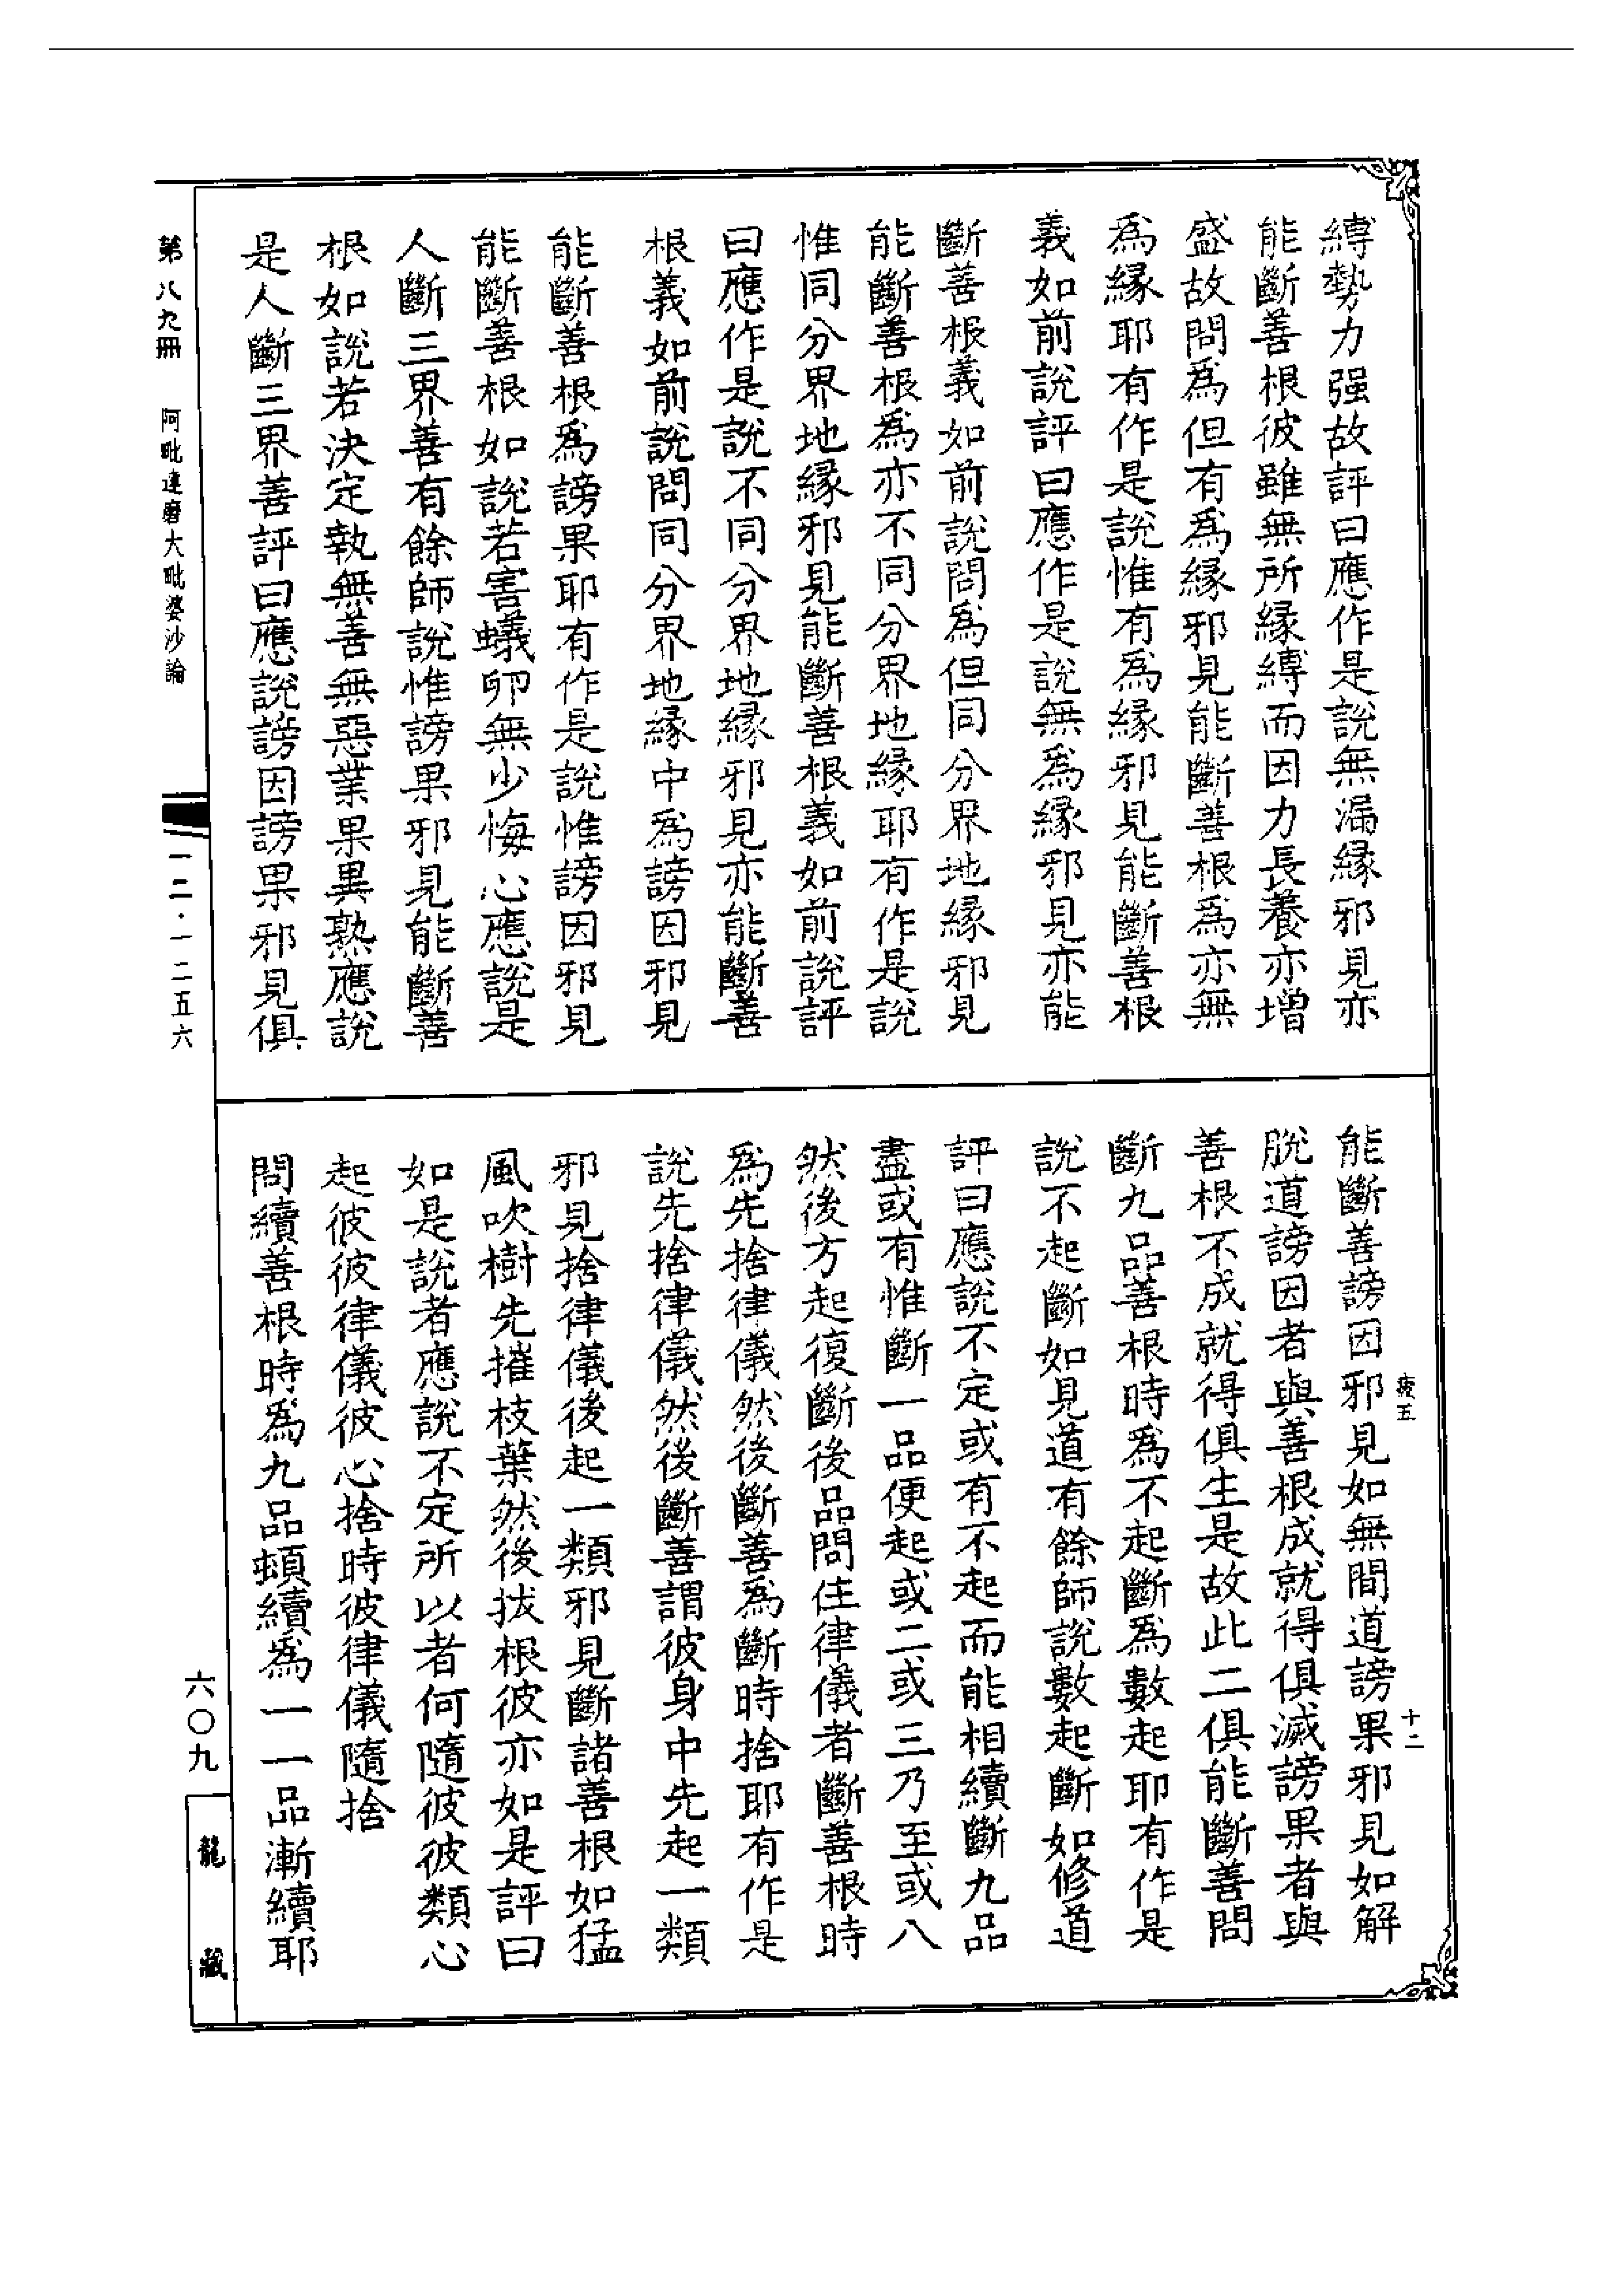 縛勢力强故評曰應作是說無漏緣邪見亦
能斷善根彼雖無所緣縛而因力長養亦增
盛故問爲但有爲緣邪見能斷善根爲亦無
爲緣耶有作是說惟有爲緣邪見能斷善根
義如前說評曰應作是說無爲緣邪見亦能
斷善根義如前說問爲但同分界地緣邪見
能斷善根爲亦不同分界地緣耶有作是說
惟同分界地緣邪見能斷善根義如前說評
曰應作是說不同分界地緣邪見亦能斷善
根義如前說問同分界地緣中爲謗因邪見
能斷善根爲謗果耶有作是說惟謗因邪見
能斷善根如說若害蟻卵無少悔心應說是
人斷三界善有餘師說惟謗果邪見能斷善
根如說若決定執無善無惡業果異熟應說
是人斷三界善評曰應說謗因謗果邪見俱
能斷善謗因邪見如無間道謗果邪見如解
脫道謗因者與善根成就得俱滅謗果者與
善根不成就得俱生是故此二俱能斷善問
斷九品善根時爲不起斷爲數起耶有作是
說不起斷如見道有餘師說數起斷如修道
評曰應說不定或有不起而能相續斷九品
盡或有惟斷一品便起或二或三乃至或八
然後方起復斷後品問住律儀者斷善根時
爲先捨律儀然後斷善爲斷時捨耶有作是
說先捨律儀然後斷善謂彼身中先起一類
邪見捨律儀後起一類邪見斷諸善根如猛
風吹樹先摧枝葉然後拔根彼亦如是評曰
如是說者應說不定所以者何隨彼彼類心
起彼彼律儀彼心捨時彼律儀隨捨
問續善根時爲九品頓續爲一一品漸續耶
疲五
十二
第八九冊
阿毗達磨大毗婆沙論
一二·一二五六
六〇九
龍藏